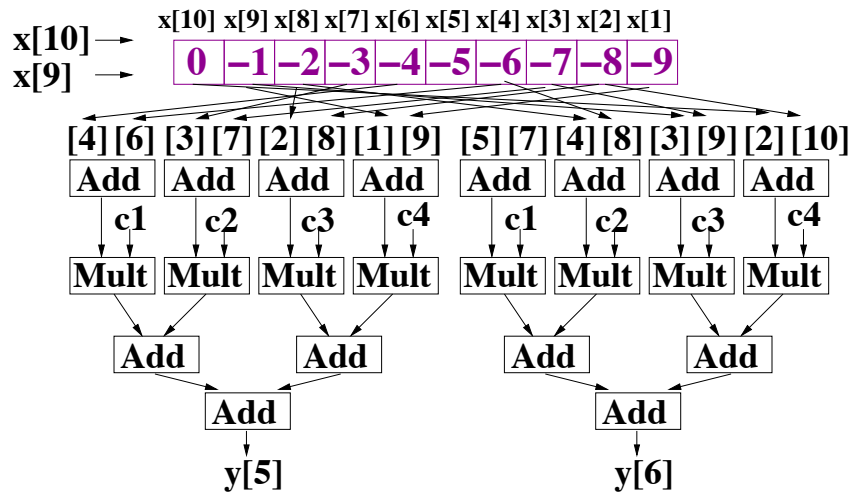 x[10] x[9] x[8] x[7] x[6] x[5] x[4] x[3] x[2] x[1]
x[10]
x[9]
0 −1 −2 −3 −4 −5 −6 −7 −8 −9
[4] [6] [3] [7] [2] [8] [1] [9] [5] [7] [4] [8] [3] [9] [2] [10]
Add Add Add Add Add Add Add Add
c1 c2 c3 c4 c1 c2 c3 c4
Mult Mult Mult Mult Mult Mult Mult Mult
Add Add Add Add
Add Add
y[5] y[6]